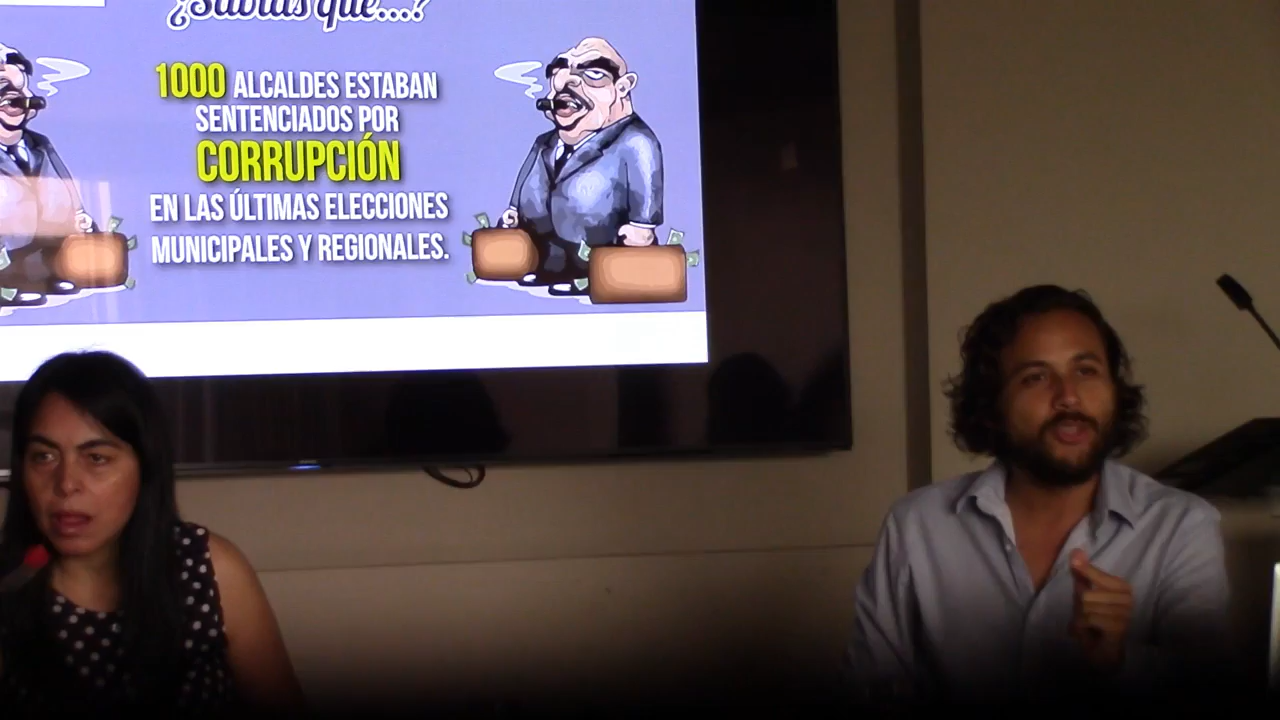 ¿Sabías que...?
1000 ALCALDES ESTABAN
SENTENCIADOS POR
CORRUPCIÓN
EN LAS ÚLTIMAS ELECCIONES
MUNICIPALES Y REGIONALES.